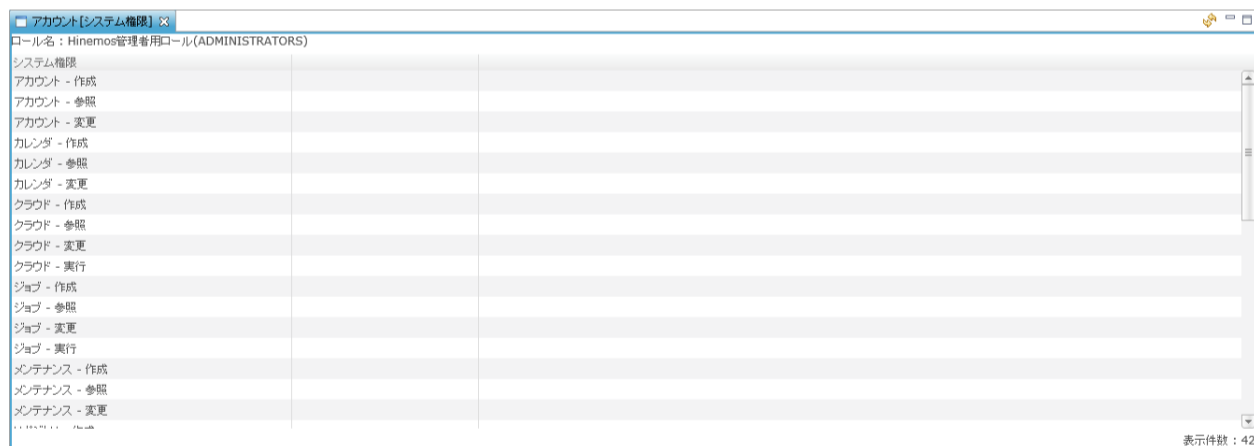 アカウント[システム権限]
ロール名：Hinemos管理者用ロール(ADMINISTRATORS)
システム権限
アカウント - 作成
アカウント - 参照
アカウント - 変更
カレンダ - 作成
カレンダ - 参照
カレンダ - 変更
クラウド - 作成
クラウド - 参照
クラウド - 変更
クラウド - 実行
ジョブ - 作成
ジョブ - 参照
ジョブ - 変更
ジョブ - 実行
メンテナンス - 作成
メンテナンス - 参照
メンテナンス - 変更
表示件数：42